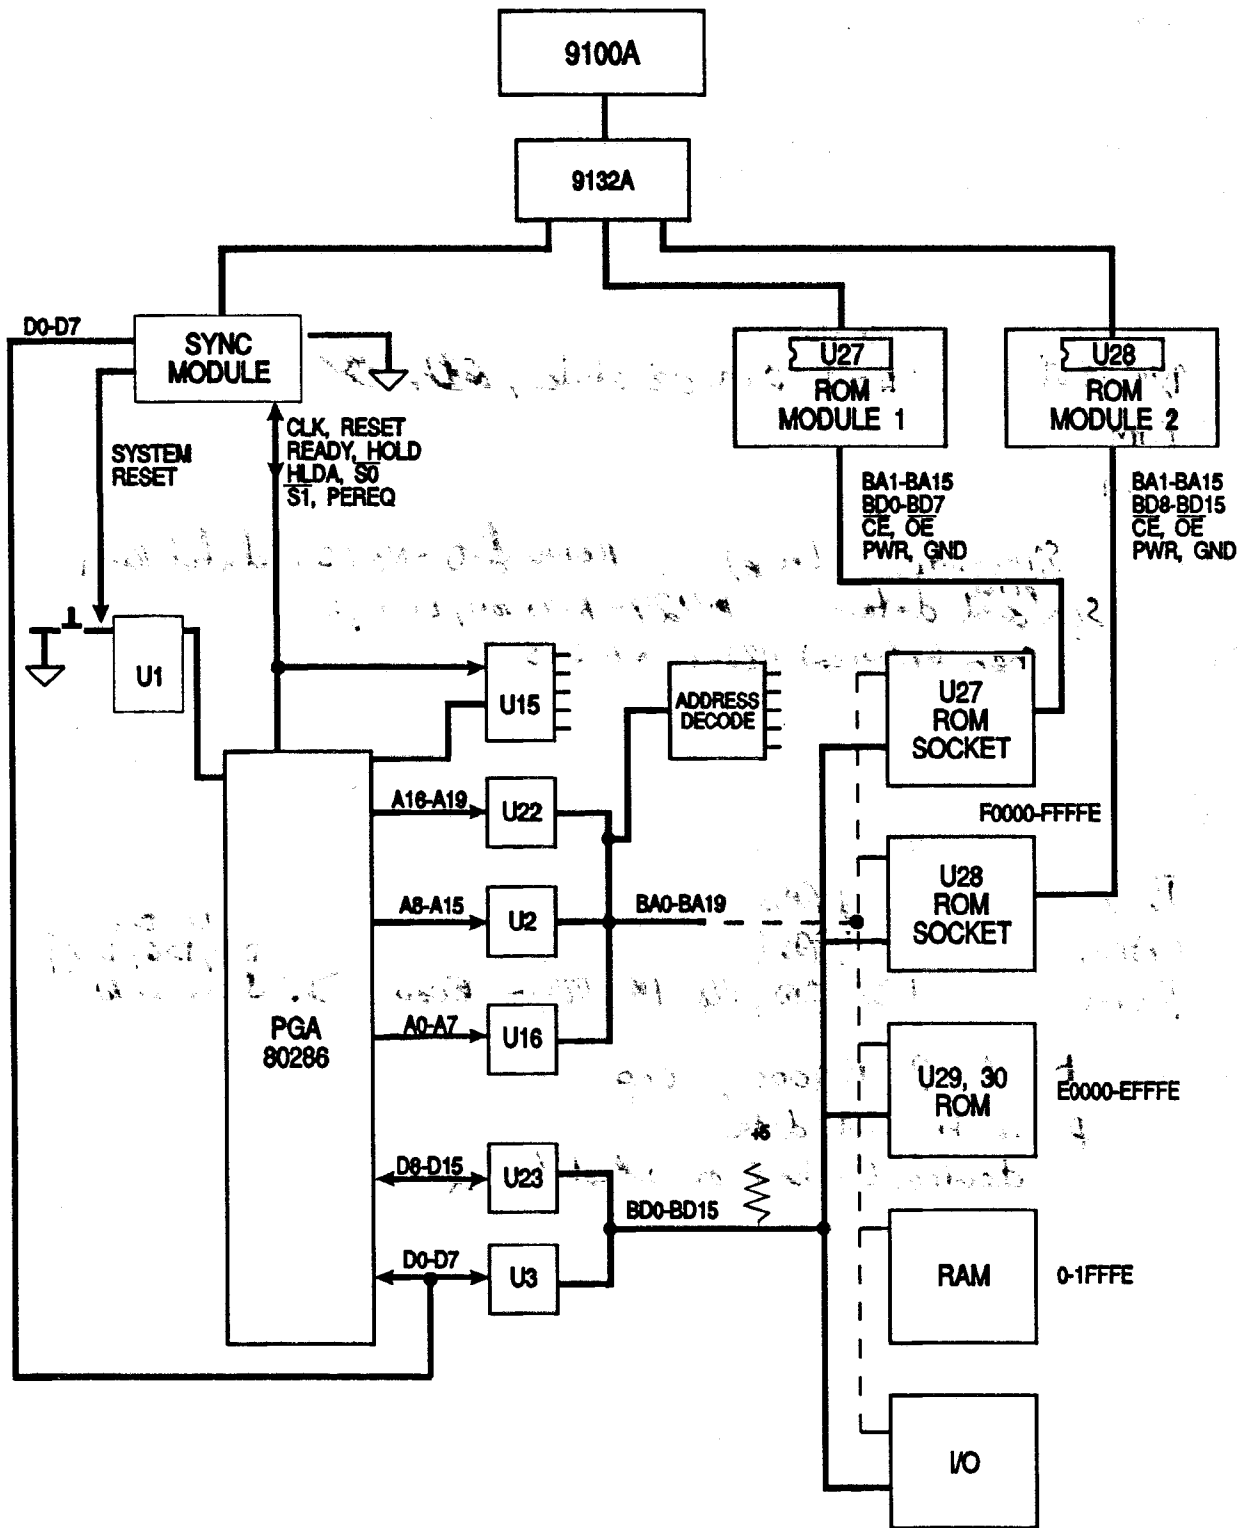 9100A
9132A
D0-D7
SYNC
MODULE
U27
ROM
MODULE 1
U28
ROM
MODULE 2
SYSTEM
RESET
CLK, RESET
READY, HOLD
HLDA, S0
S1, PEREQ
BA1-BA15
BD0-BD7
CE, OE
PWR, GND
BA1-BA15
BD8-BD15
CE, OE
PWR, GND
U1
U15
ADDRESS
DECODE
U27
ROM
SOCKET
A16-A19
U22
F0000-FFFFE
A8-A15
U2
BA0-BA19
U28
ROM
SOCKET
PGA
80286
A0-A7
U16
U29, 30
ROM
E0000-EFFFE
+5
D8-D15
U23
BD0-BD15
D0-D7
U3
RAM
0-1FFFE
I/O